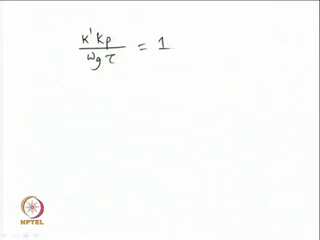 K' Kp / ωg τ = 1
NPTEL